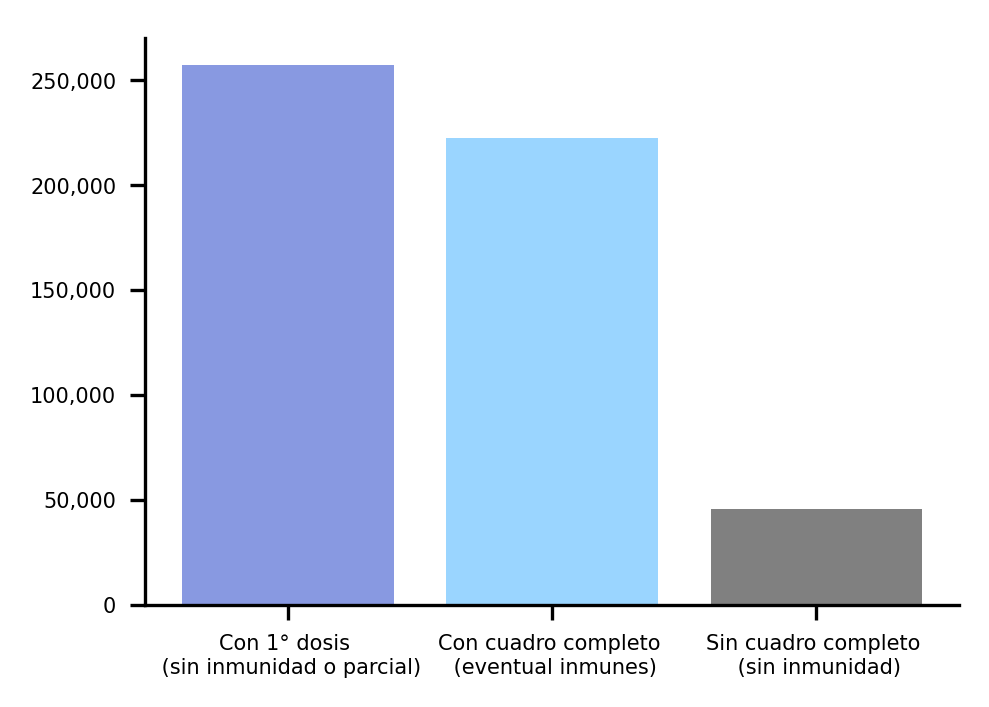 250,000
200,000
150,000
100,000
50,000
0
Con 1° dosis
(sin inmunidad o parcial)
Con cuadro completo
(eventual inmunes)
Sin cuadro completo
(sin inmunidad)